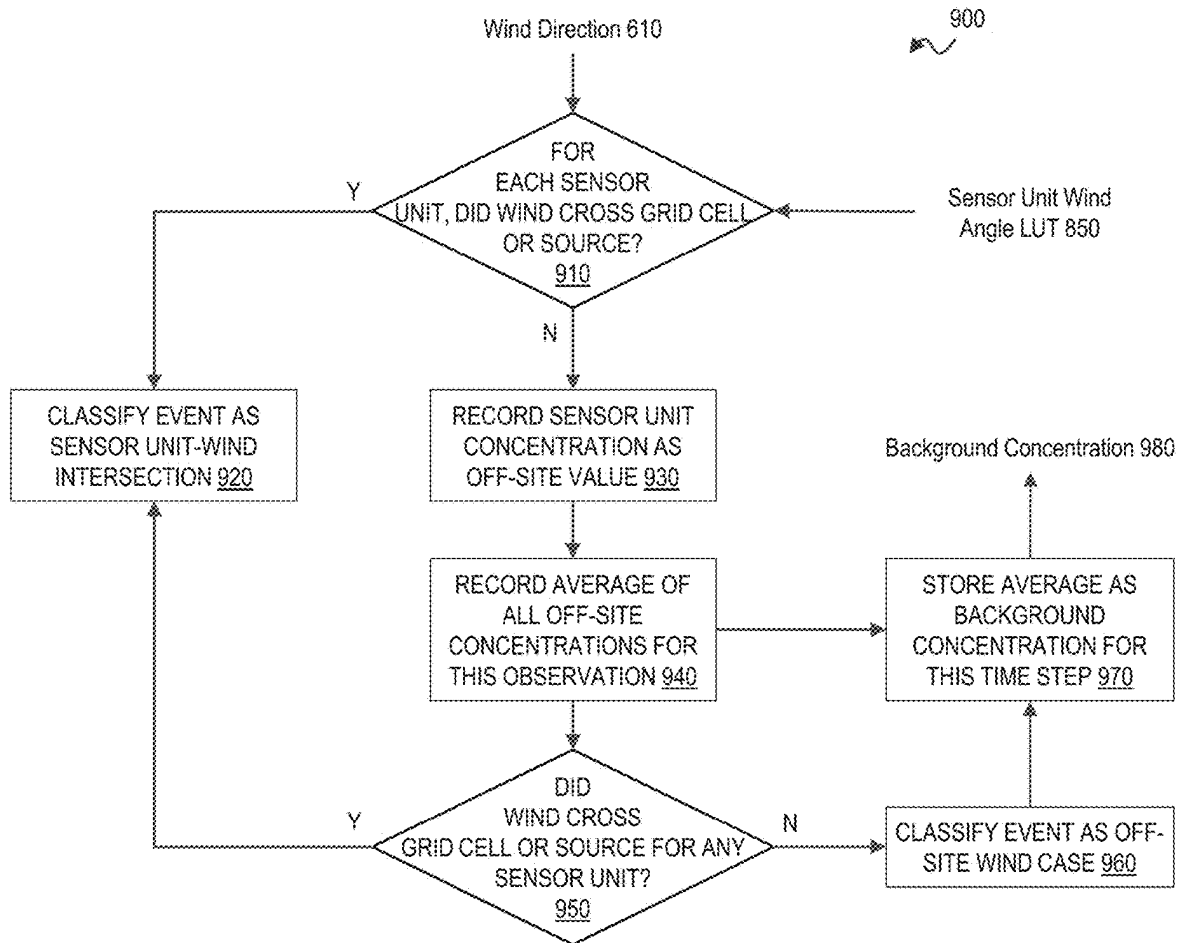 Wind Direction 610
900
FOR
EACH SENSOR
UNIT, DID WIND CROSS GRID CELL
OR SOURCE?
910
Y
Sensor Unit Wind
Angle LUT 850
N
CLASSIFY EVENT AS
SENSOR UNIT-WIND
INTERSECTION 920
RECORD SENSOR UNIT
CONCENTRATION AS
OFF-SITE VALUE 930
Background Concentration 980
RECORD AVERAGE OF
ALL OFF-SITE
CONCENTRATIONS FOR
THIS OBSERVATION 940
STORE AVERAGE AS
BACKGROUND
CONCENTRATION FOR
THIS TIME STEP 970
DID
WIND CROSS
GRID CELL OR SOURCE FOR ANY
SENSOR UNIT?
950
Y
N
CLASSIFY EVENT AS OFF-
SITE WIND CASE 960